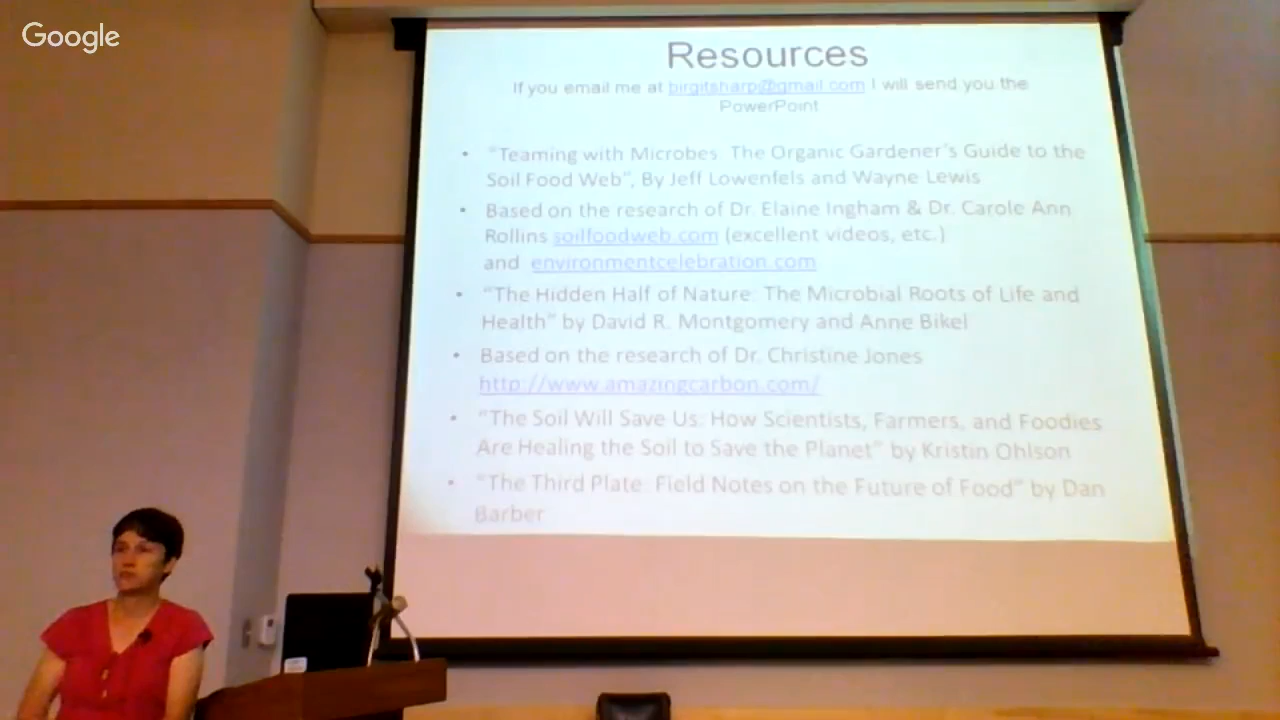 Google
Resources
If you email me at birgitsharp@gmail.com I will send you the
PowerPoint
• "Teaming with Microbes: The Organic Gardener's Guide to the
Soil Food Web", By Jeff Lowenfels and Wayne Lewis
• Based on the research of Dr. Elaine Ingham & Dr. Carole Ann
Rollins soilfoodweb.com (excellent videos, etc.)
and environmentcelebration.com
• "The Hidden Half of Nature: The Microbial Roots of Life and
Health" by David R. Montgomery and Anne Bikel
• Based on the research of Dr. Christine Jones
http://www.amazingcarbon.com/
• "The Soil Will Save Us: How Scientists, Farmers, and Foodies
Are Healing the Soil to Save the Planet" by Kristin Ohlson
• "The Third Plate: Field Notes on the Future of Food" by Dan
Barber